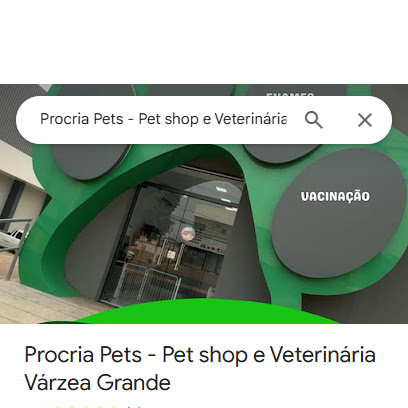 EXAMES
Procria Pets - Pet shop e Veterinária
VACINAÇÃO
Procria Pets - Pet shop e Veterinária
Várzea Grande